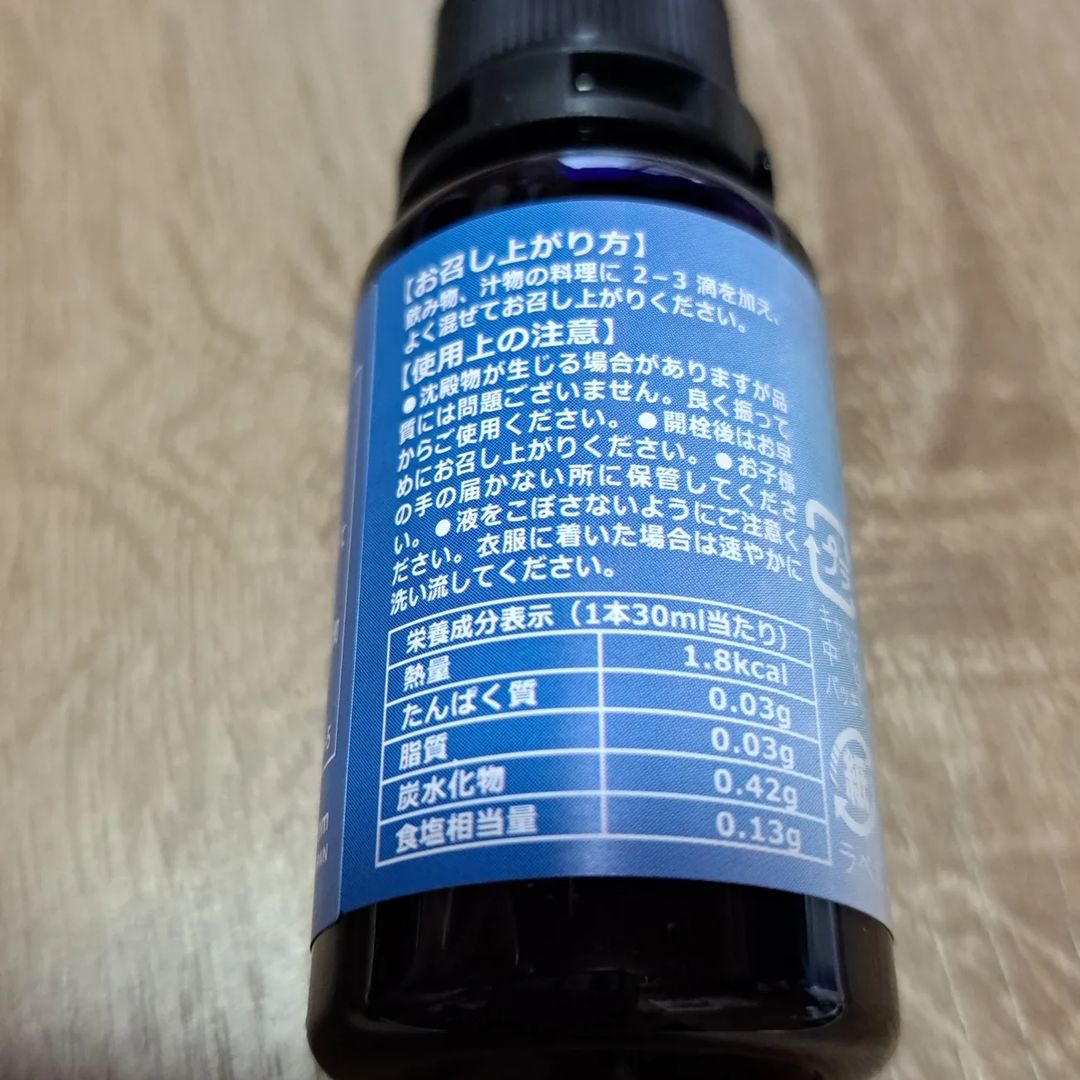 【お召し上がり方】
飲み物、汁物の料理に 2−3 滴を加え、
よく混ぜてお召し上がりください。
【使用上の注意】
●沈殿物が生じる場合がありますが品
質には問題ございません。良く振って
からご使用ください。●開栓後はお早
めにお召し上がりください。●お子様
の手の届かない所に保管してくださ
い。●液をこぼさないようにご注意く
ださい。衣服に着いた場合は速やかに
洗い流してください。
栄養成分表示（1本30ml当たり）
熱量 1.8kcal
たんぱく質 0.03g
脂質 0.03g
炭水化物 0.42g
食塩相当量 0.13g
プラ
キャ
中
パッ
紙
ラベ